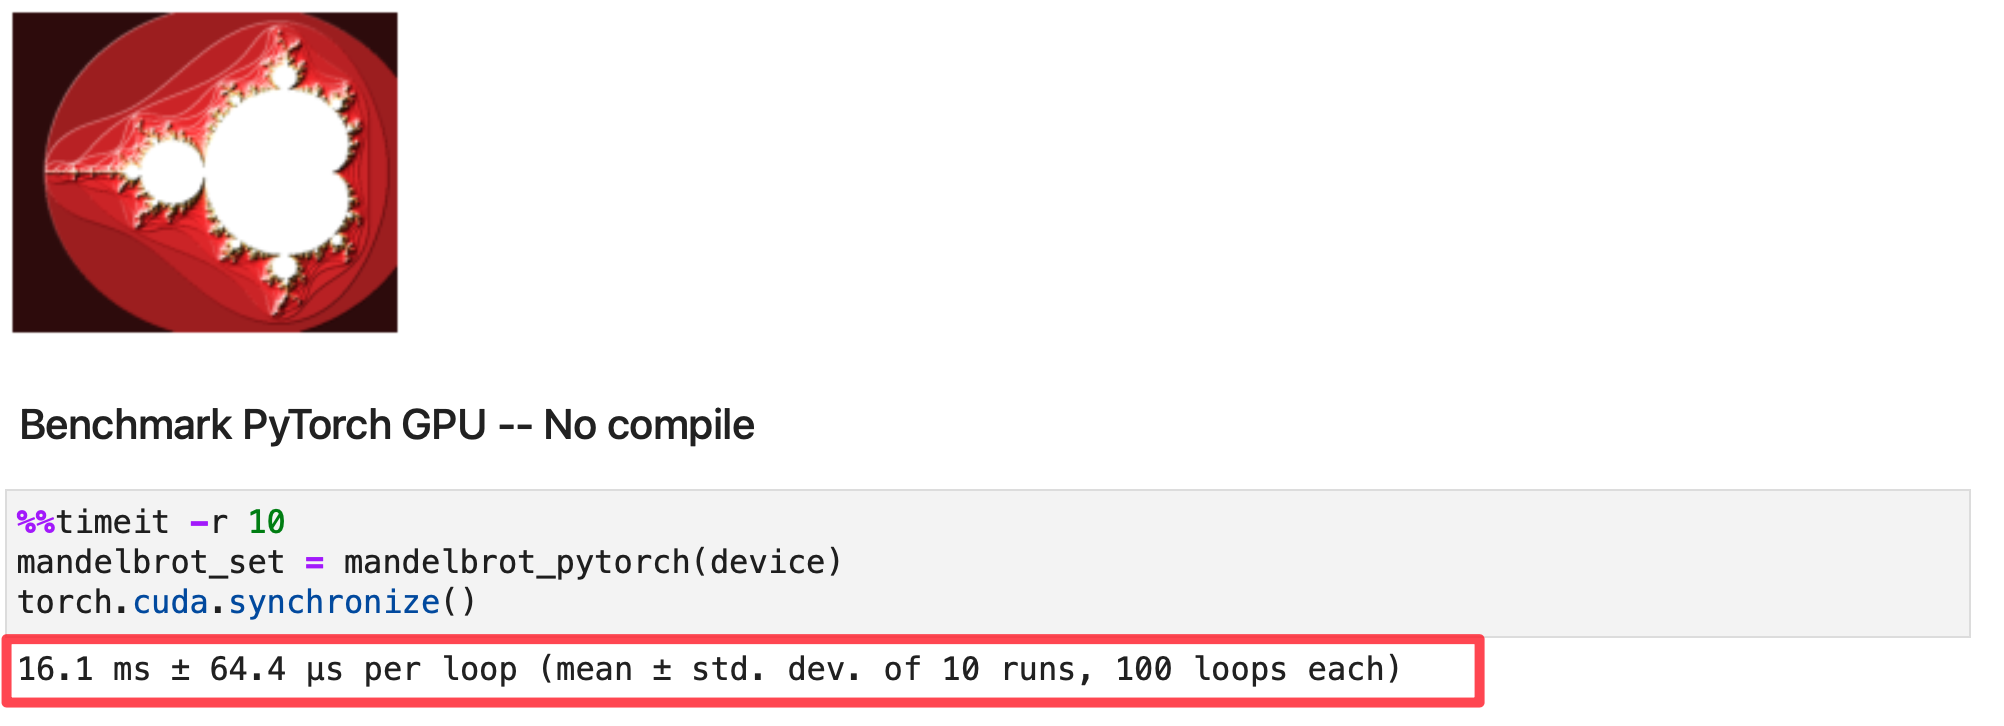 Benchmark PyTorch GPU -- No compile
%%timeit -r 10
mandelbrot_set = mandelbrot_pytorch(device)
torch.cuda.synchronize()
16.1 ms ± 64.4 µs per loop (mean ± std. dev. of 10 runs, 100 loops each)